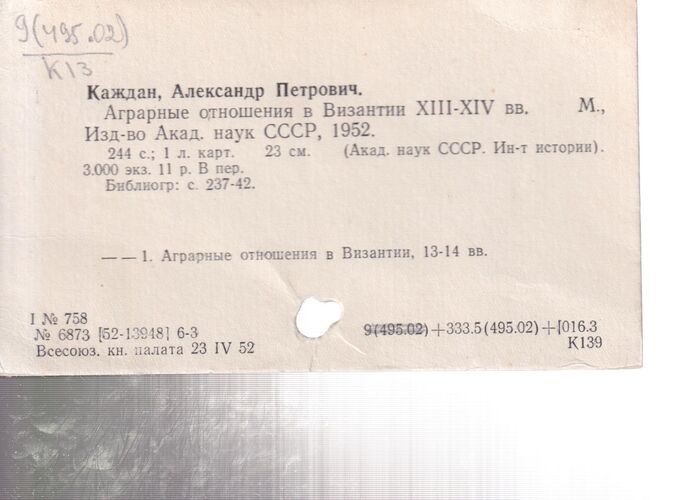 9(495.02)
К13
Каждан, Александр Петрович.
Аграрные отношения в Византии XIII-XIV вв. М.,
Изд-во Акад. наук СССР, 1952.
244 с.; 1 л. карт. 23 см. (Акад. наук СССР. Ин-т истории).
3.000 экз. 11 р. В пер.
Библиогр: с. 237-42.
— — 1. Аграрные отношения в Византии, 13-14 вв.
I № 758
№ 6873 [52-13948] 6-3
Всесоюз. кн. палата 23 IV 52
9(495.02)+333.5(495.02)+[016.3
К139